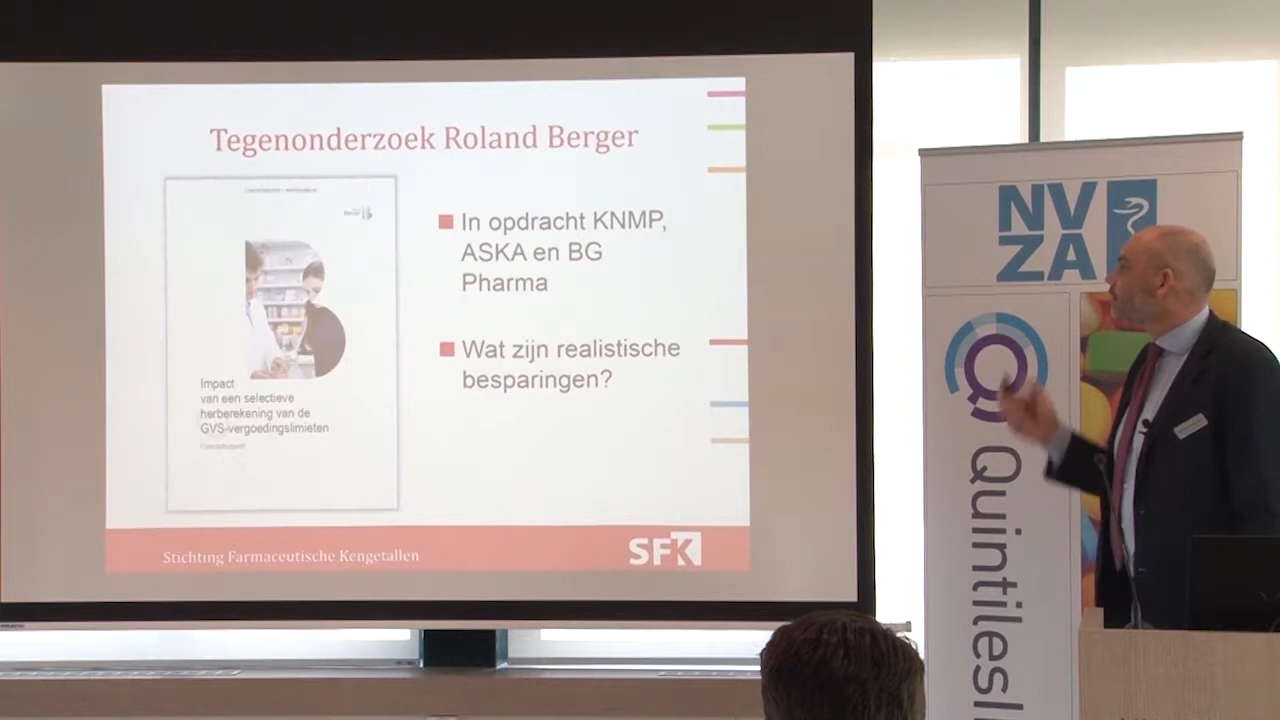 Tegenonderzoek Roland Berger
In opdracht KNMP,
ASKA en BG
Pharma
Wat zijn realistische
besparingen?
Impact
van een selectieve
herberekening van de
GVS-vergoedingslimieten
Stichting Farmaceutische Kengetallen
SFK
NV
ZA
QuintilesI